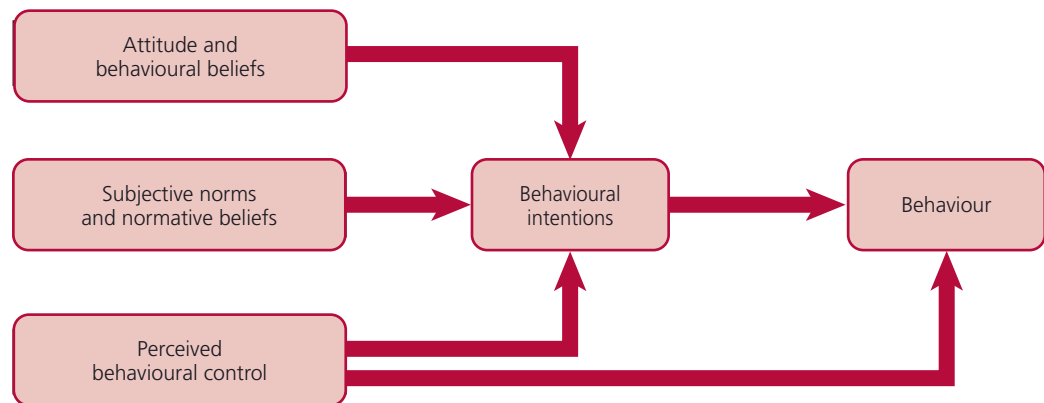 Attitude and
behavioural beliefs
Subjective norms
and normative beliefs
Behavioural
intentions
Behaviour
Perceived
behavioural control